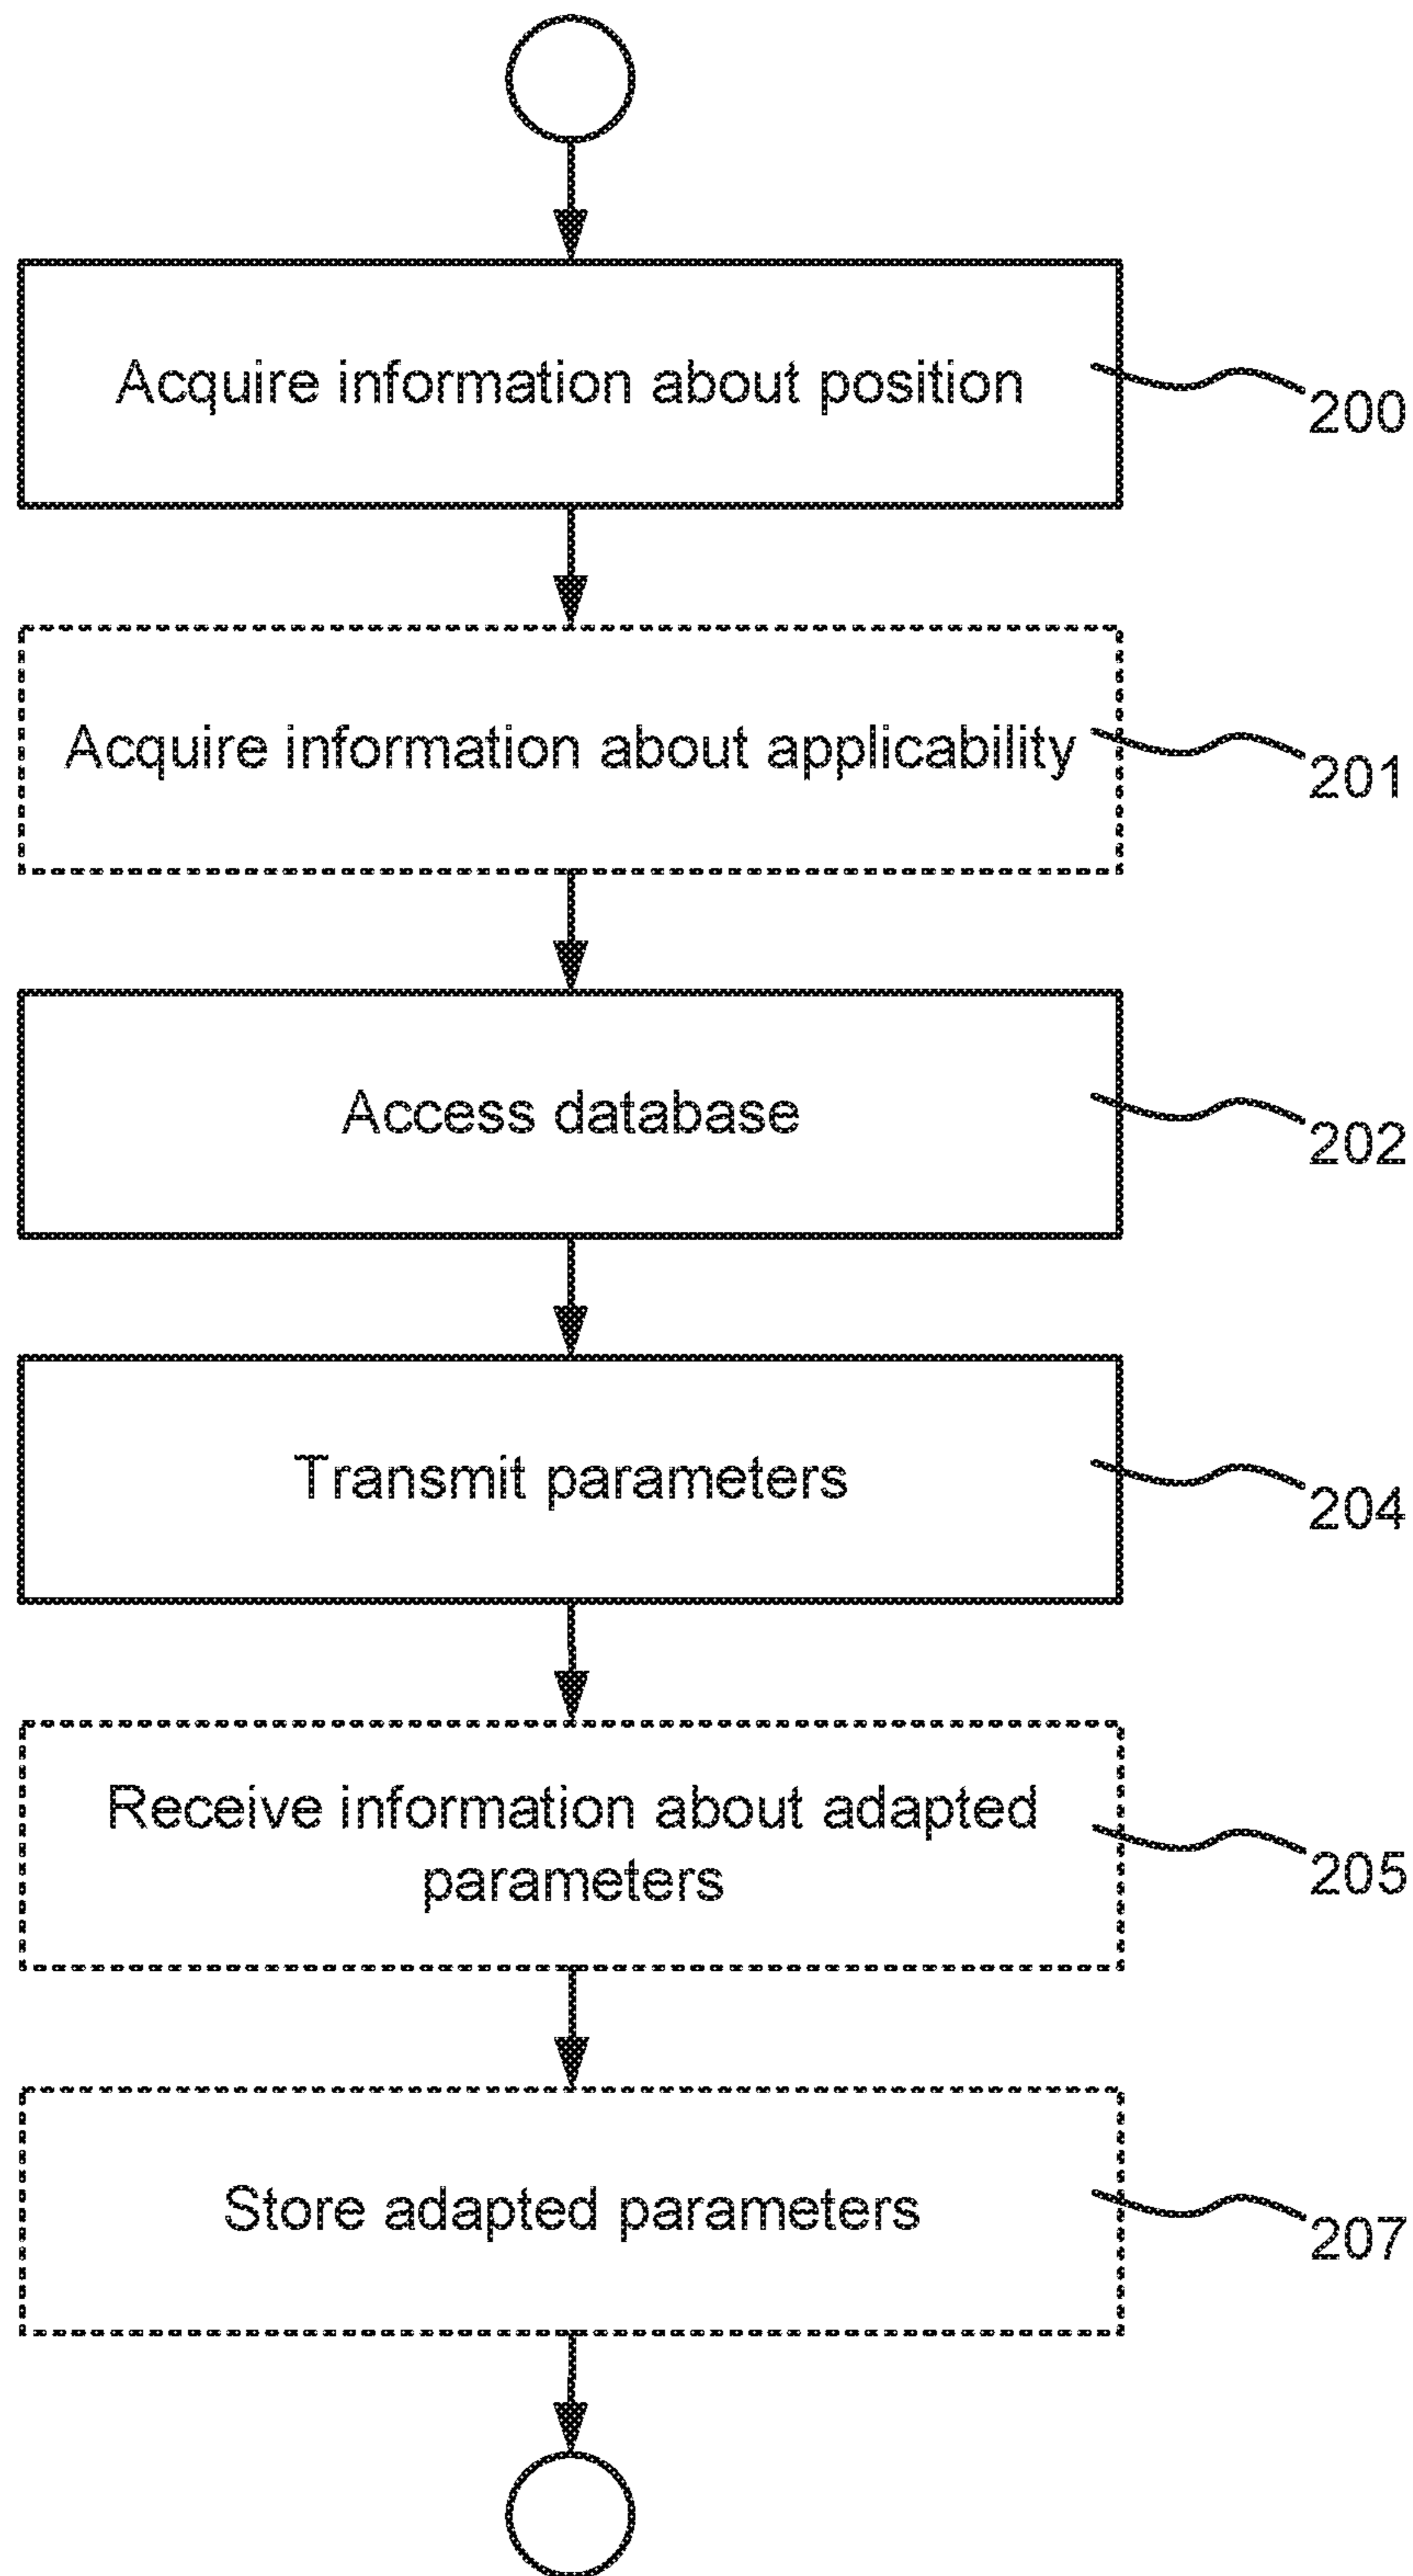 Acquire information about position
200
Acquire information about applicability
201
Access database
202
Transmit parameters
204
Receive information about adapted
parameters
205
Store adapted parameters
207